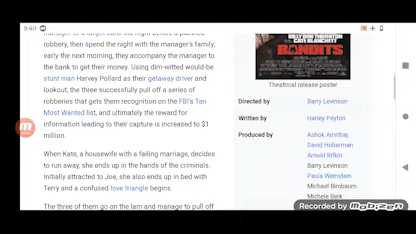 9:40
manager of a target bank the night before a planned
robbery, then spend the night with the manager's family;
early the next morning, they accompany the manager
to the bank to get their money. Using dim-witted would-be
stunt man Harvey Pollard as their getaway driver and
lookout, the three successfully pull off a series of
robberies that gets them recognition on the FBI's Ten
Most Wanted list, and ultimately the reward for
information leading to their capture is increased to $1
million.
When Kate, a housewife with a failing marriage, decides
to run away, she ends up in the hands of the criminals.
Initially attracted to Joe, she also ends up in bed with
Terry and a confused love triangle begins.
The three of them go on the lam and manage to pull off
BILLY BOB THORNTON
CATE BLANCHETT
BANDITS
Theatrical release poster
Directed by Barry Levinson
Written by Harley Peyton
Produced by Ashok Amritraj
David Hoberman
Arnold Rifkin
Barry Levinson
Paula Weinstein
Michael Birnbaum
Michele Berk
Recorded by Mobizen